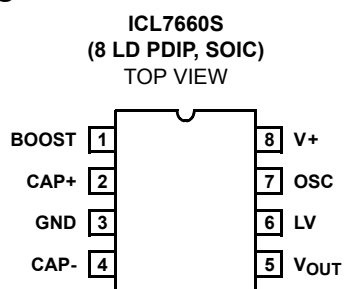 ICL7660S
(8 LD PDIP, SOIC)
TOP VIEW
BOOST 1 8 V+
CAP+ 2 7 OSC
GND 3 6 LV
CAP- 4 5 VOUT